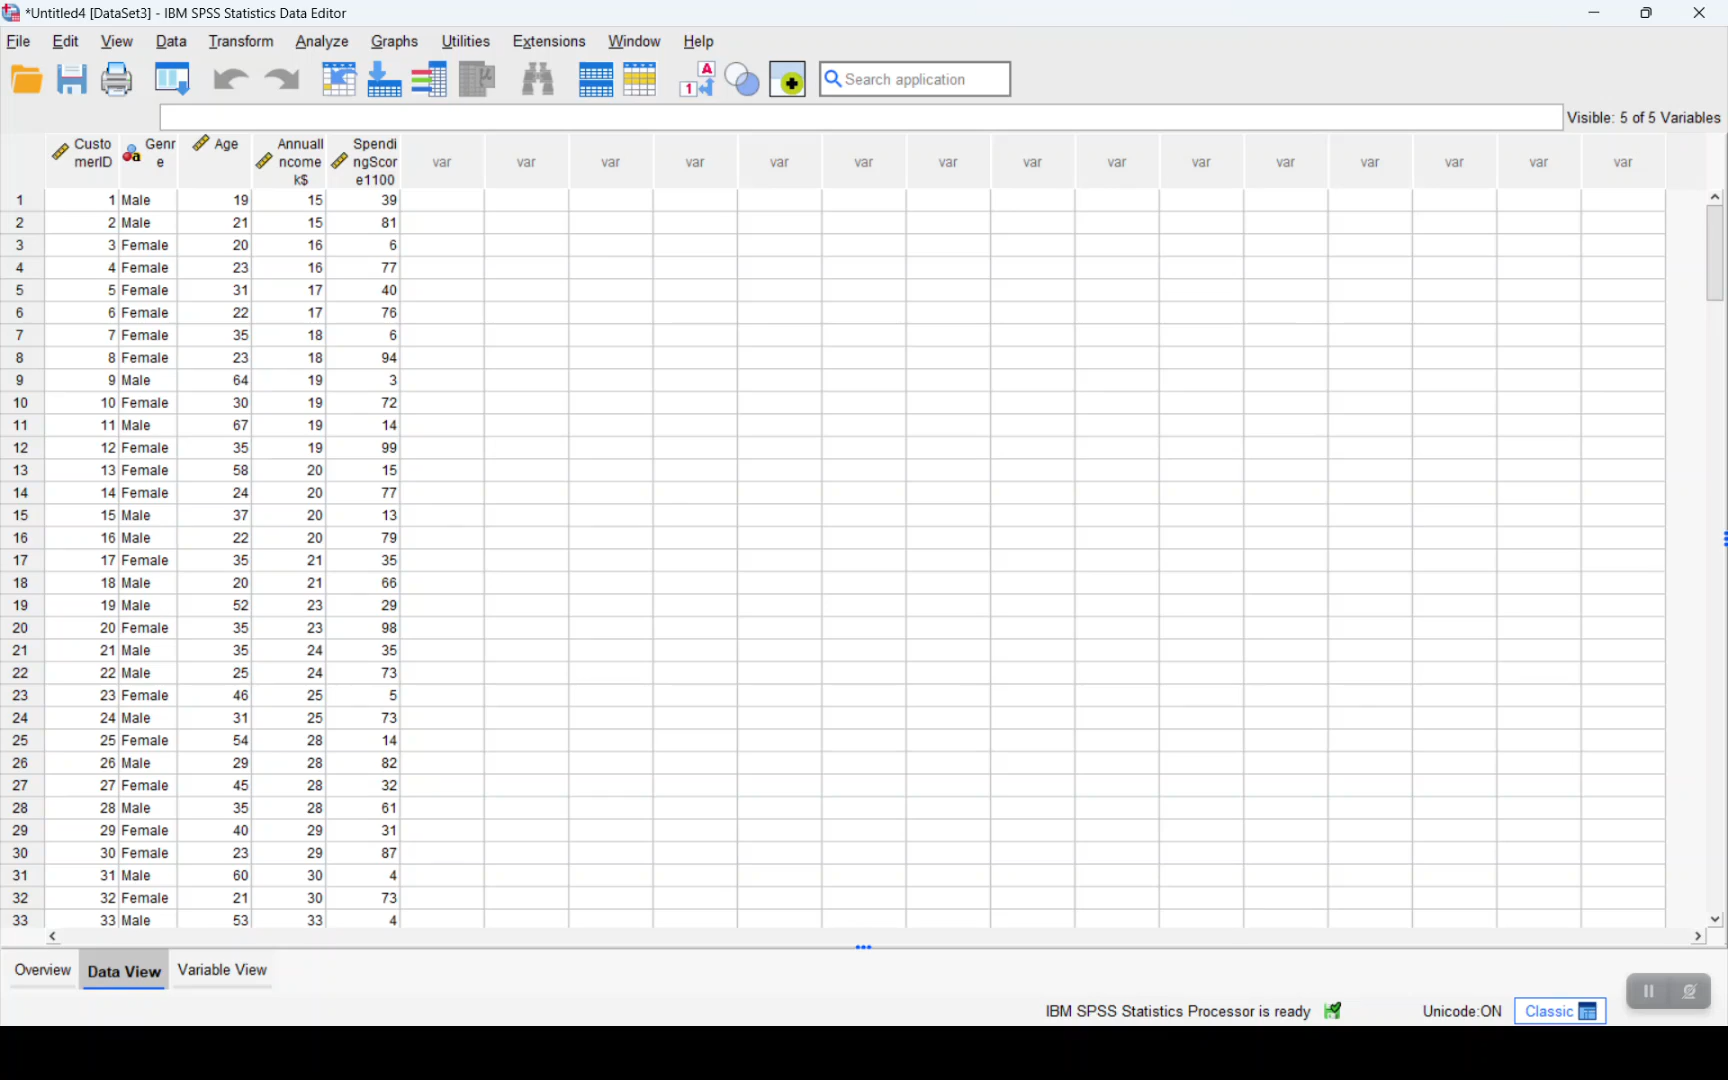 *Untitled4 [DataSet3] - IBM SPSS Statistics Data Editor
File Edit View Data Transform Analyze Graphs Utilities Extensions Window Help
Search application
Visible: 5 of 5 Variables
CustomerID Genre Age AnnualIncomek$ SpendingScore1100 var var var var var var var var var var var var var var var
1 1 Male 19 15 39
2 2 Male 21 15 81
3 3 Female 20 16 6
4 4 Female 23 16 77
5 5 Female 31 17 40
6 6 Female 22 17 76
7 7 Female 35 18 6
8 8 Female 23 18 94
9 9 Male 64 19 3
10 10 Female 30 19 72
11 11 Male 67 19 14
12 12 Female 35 19 99
13 13 Female 58 20 15
14 14 Female 24 20 77
15 15 Male 37 20 13
16 16 Male 22 20 79
17 17 Female 35 21 35
18 18 Male 20 21 66
19 19 Male 52 23 29
20 20 Female 35 23 98
21 21 Male 35 24 35
22 22 Male 25 24 73
23 23 Female 46 25 5
24 24 Male 31 25 73
25 25 Female 54 28 14
26 26 Male 29 28 82
27 27 Female 45 28 32
28 28 Male 35 28 61
29 29 Female 40 29 31
30 30 Female 23 29 87
31 31 Male 60 30 4
32 32 Female 21 30 73
33 33 Male 53 33 4
Overview Data View Variable View
IBM SPSS Statistics Processor is ready Unicode:ON Classic